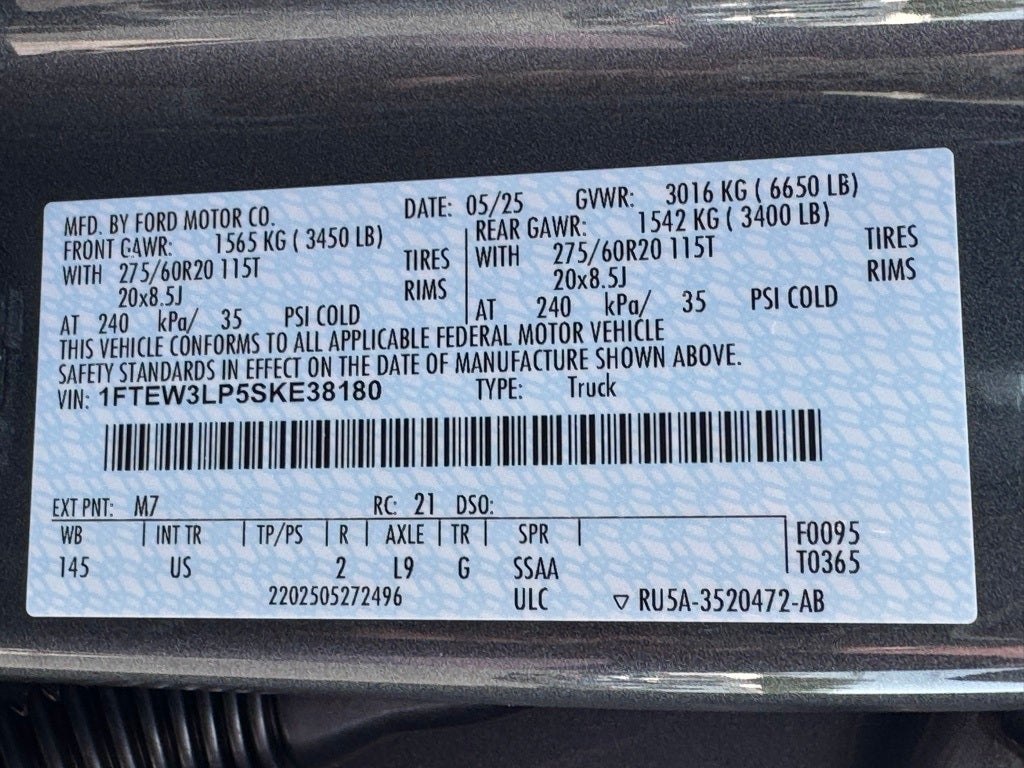 MFD. BY FORD MOTOR CO. DATE: 05/25 GVWR: 3016 KG ( 6650 LB)
FRONT GAWR: 1565 KG ( 3450 LB) REAR GAWR: 1542 KG ( 3400 LB)
WITH 275/60R20 115T TIRES WITH 275/60R20 115T TIRES
20x8.5J RIMS 20x8.5J RIMS
AT 240 kPa/ 35 PSI COLD AT 240 kPa/ 35 PSI COLD
THIS VEHICLE CONFORMS TO ALL APPLICABLE FEDERAL MOTOR VEHICLE
SAFETY STANDARDS IN EFFECT ON THE DATE OF MANUFACTURE SHOWN ABOVE.
VIN: 1FTEW3LP5SKE38180 TYPE: Truck
EXT PNT: M7 RC: 21 DSO:
WB INT TR TP/PS R AXLE TR SPR F0095
145 US 2 L9 G SSAA T0365
2202505272496 ULC ▽ RU5A-3520472-AB